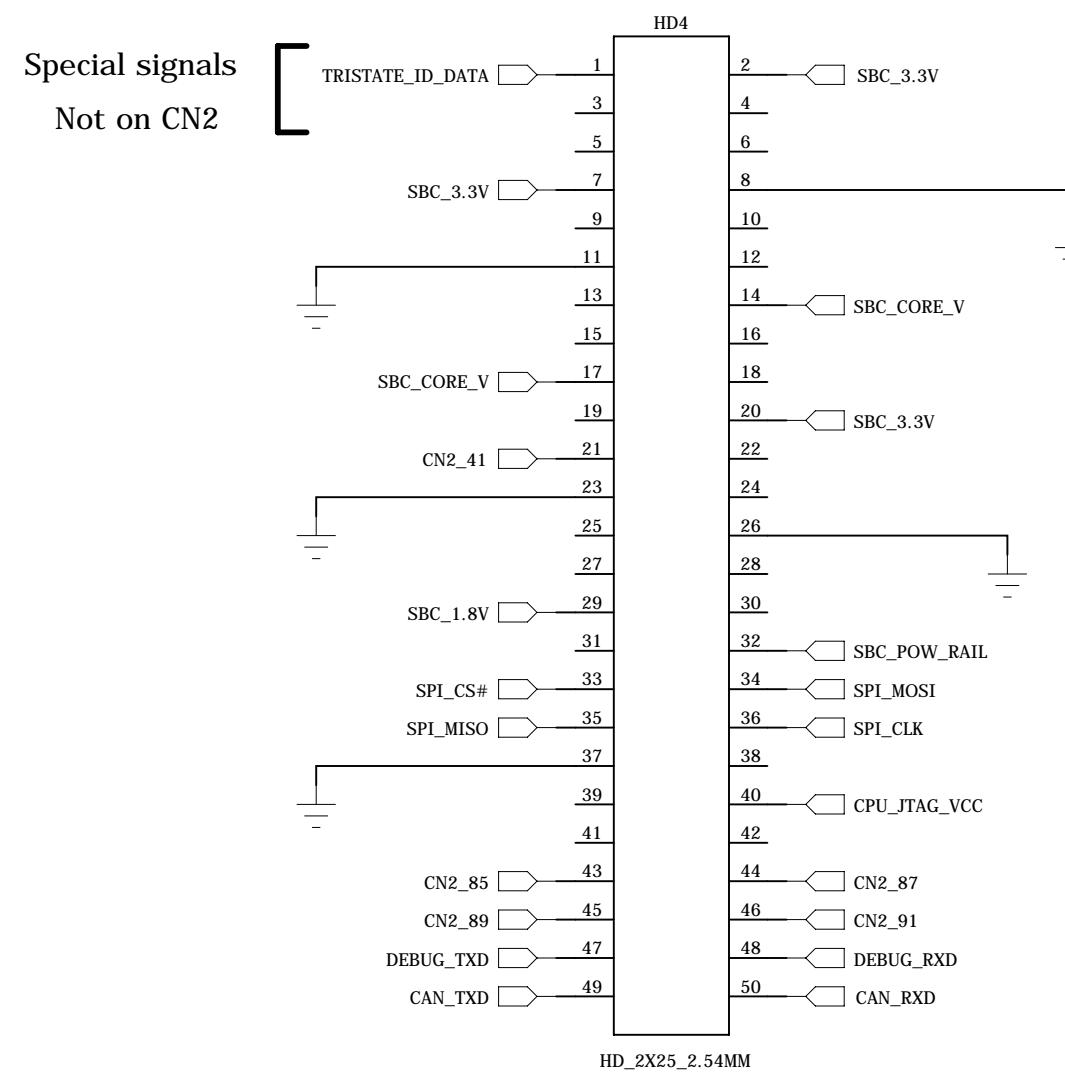 HD4
Special signals
Not on CN2
TRISTATE_ID_DATA 1 2 SBC_3.3V
3 4
5 6
SBC_3.3V 7 8
9 10
11 12
13 14 SBC_CORE_V
15 16
SBC_CORE_V 17 18
19 20 SBC_3.3V
CN2_41 21 22
23 24
25 26
27 28
SBC_1.8V 29 30
31 32 SBC_POW_RAIL
SPI_CS# 33 34 SPI_MOSI
SPI_MISO 35 36 SPI_CLK
37 38
39 40 CPU_JTAG_VCC
41 42
CN2_85 43 44 CN2_87
CN2_89 45 46 CN2_91
DEBUG_TXD 47 48 DEBUG_RXD
CAN_TXD 49 50 CAN_RXD
HD_2X25_2.54MM